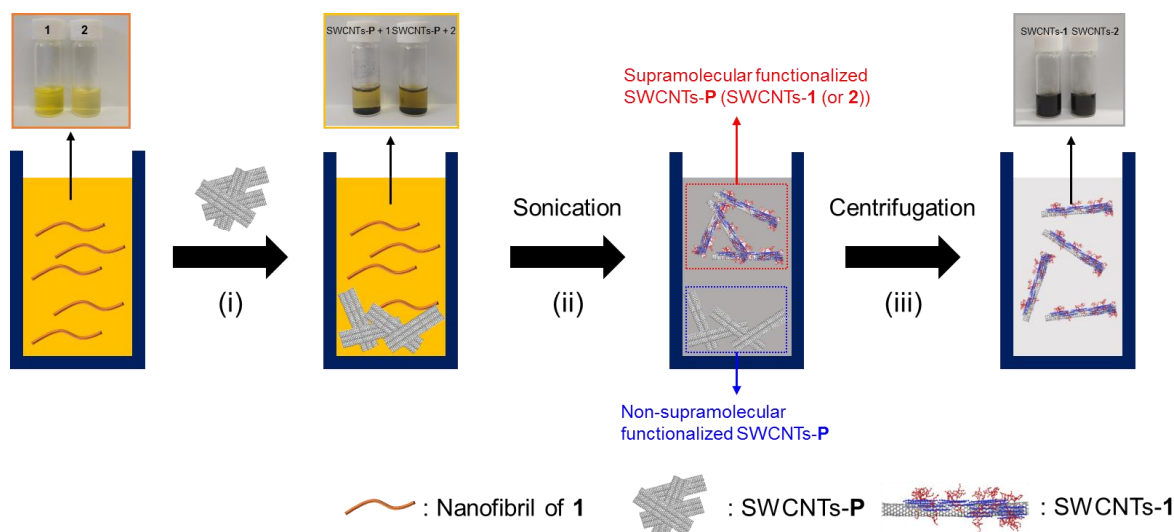 1 2
SWCNTs-P + 1 SWCNTs-P + 2
SWCNTs-1 SWCNTs-2
Supramolecular functionalized
SWCNTs-P (SWCNTs-1 (or 2))
Sonication
Centrifugation
(i)
(ii)
(iii)
Non-supramolecular
functionalized SWCNTs-P
: Nanofibril of 1
: SWCNTs-P
: SWCNTs-1